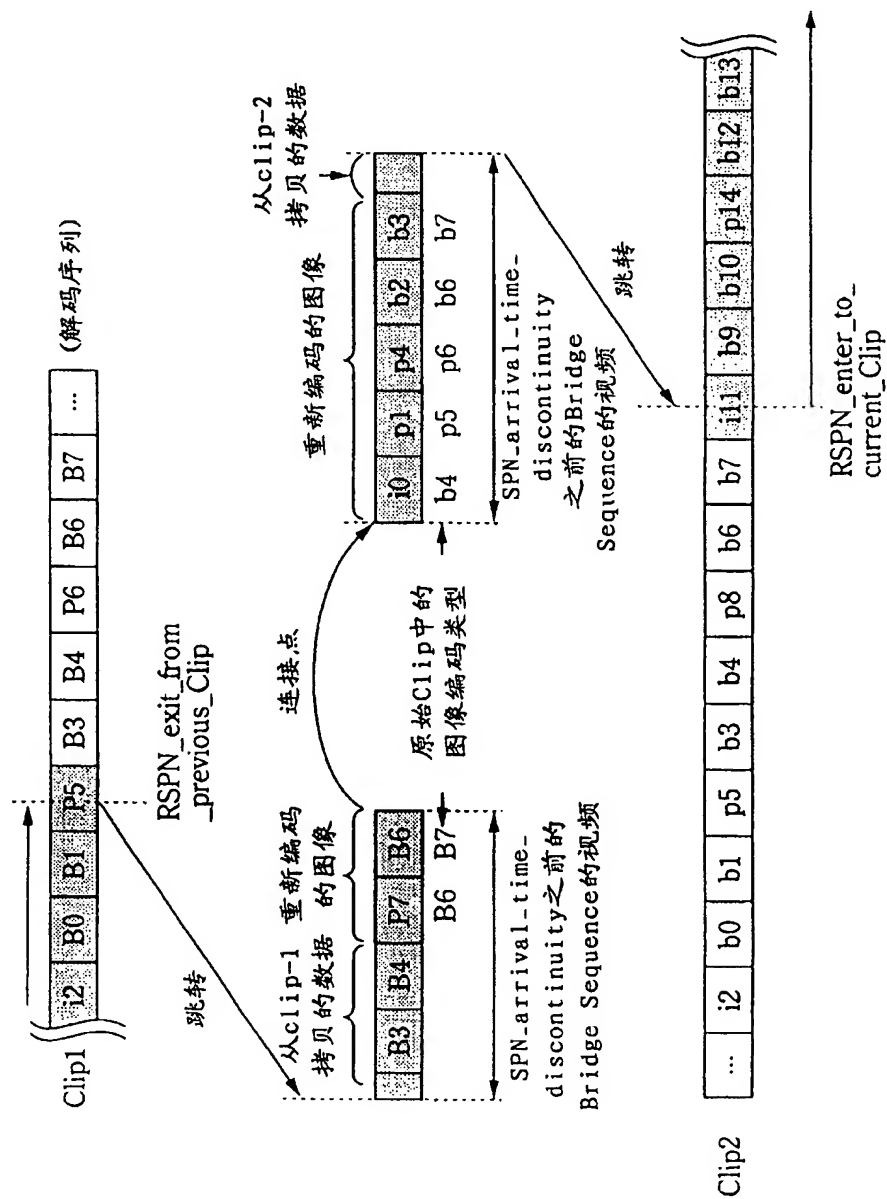 (解码序列)
Clip1
i2 B0 B1 P5 B3 B4 P6 B6 B7 ...
RSPN_exit_from
_previous_Clip
跳转
从clip-1
拷贝的数据
重新编码
的图像
连接点
重新编码的图像
从clip-2
拷贝的数据
B3 B4 P7 B6
i0 p1 p4 b2 b3
B6 B7
b4 p5 p6 b6 b7
原始Clip中的
图像编码类型
SPN_arrival_time_
discontinuity之前的
Bridge Sequence的视频
SPN_arrival_time_
discontinuity
之前的Bridge
Sequence的视频
跳转
Clip2
... i2 b0 b1 p5 b3 b4 p8 b6 b7 i11 b9 b10 p14 b12 b13
RSPN_enter_to_
current_Clip